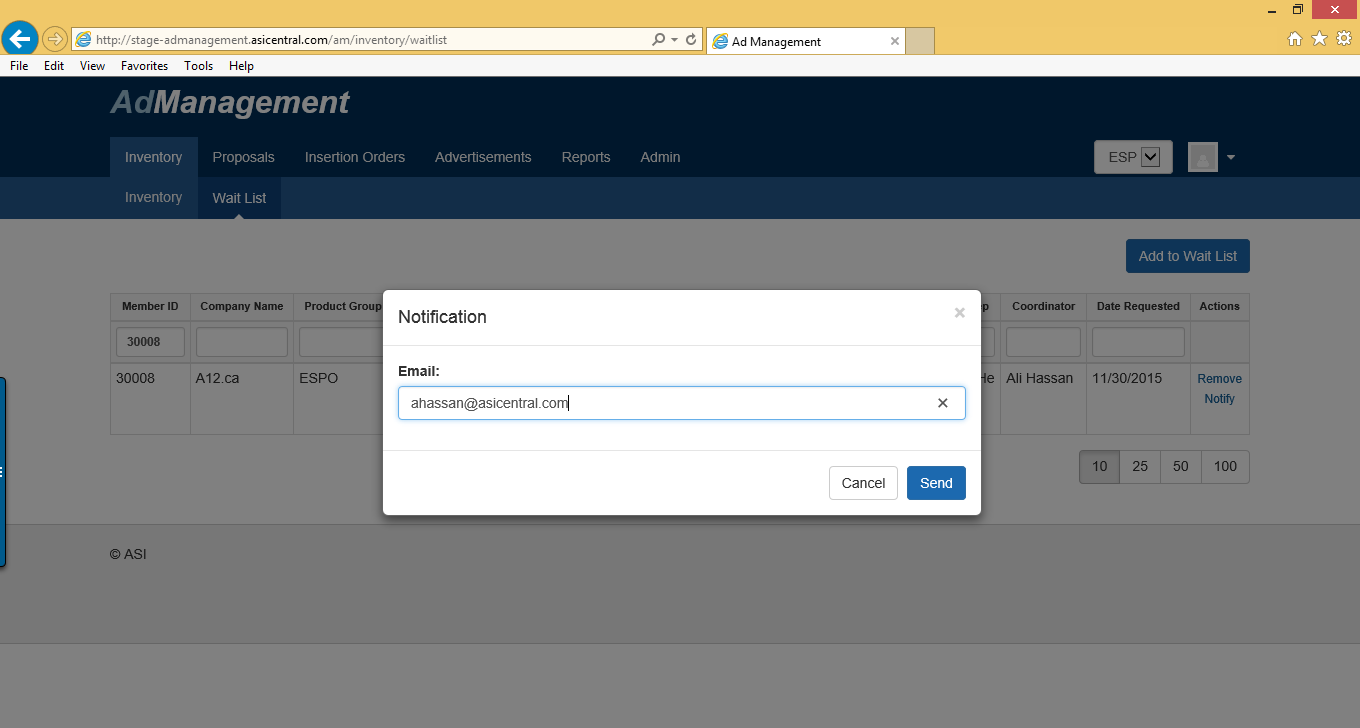 http://stage-admanagement.asicentral.com/am/inventory/waitlist
Ad Management
File Edit View Favorites Tools Help
AdManagement
Inventory Proposals Insertion Orders Advertisements Reports Admin ESP
Inventory Wait List
Add to Wait List
Member ID Company Name Product Group Coordinator Date Requested Actions
30008
30008 A12.ca ESPO He Ali Hassan 11/30/2015 Remove
Notify
Notification
Email:
ahassan@asicentral.com
Cancel Send
10 25 50 100
© ASI